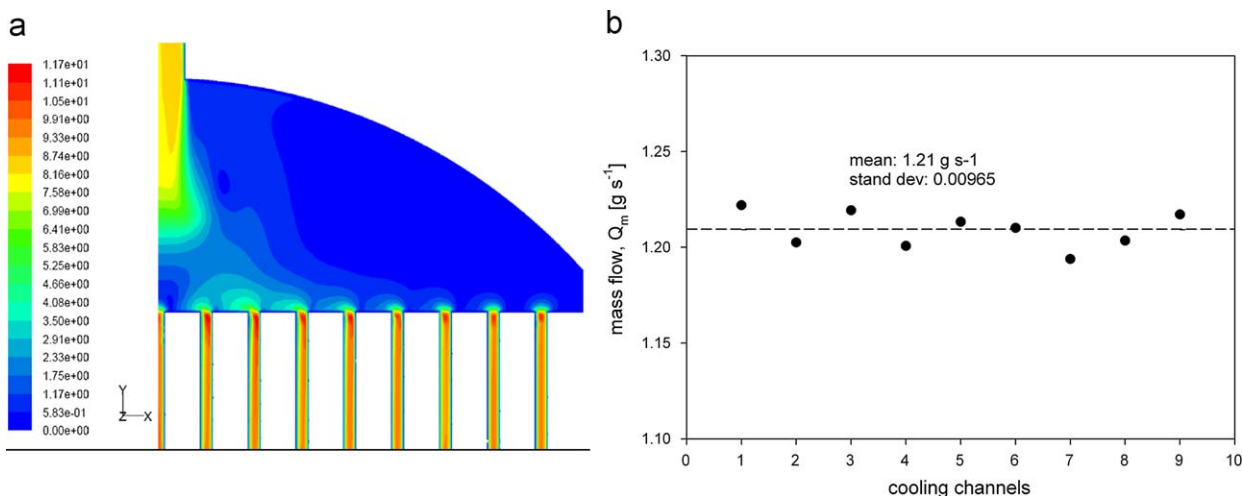 a
1.17e+01
1.11e+01
1.05e+01
9.91e+00
9.33e+00
8.74e+00
8.16e+00
7.58e+00
6.99e+00
6.41e+00
5.83e+00
5.25e+00
4.66e+00
4.08e+00
3.50e+00
2.91e+00
2.33e+00
1.75e+00
1.17e+00
5.83e-01
0.00e+00
Y
Z X
b
1.30
1.25
1.20
1.15
1.10
mass flow, Qm [g s-1]
mean: 1.21 g s-1
stand dev: 0.00965
0 1 2 3 4 5 6 7 8 9 10
cooling channels